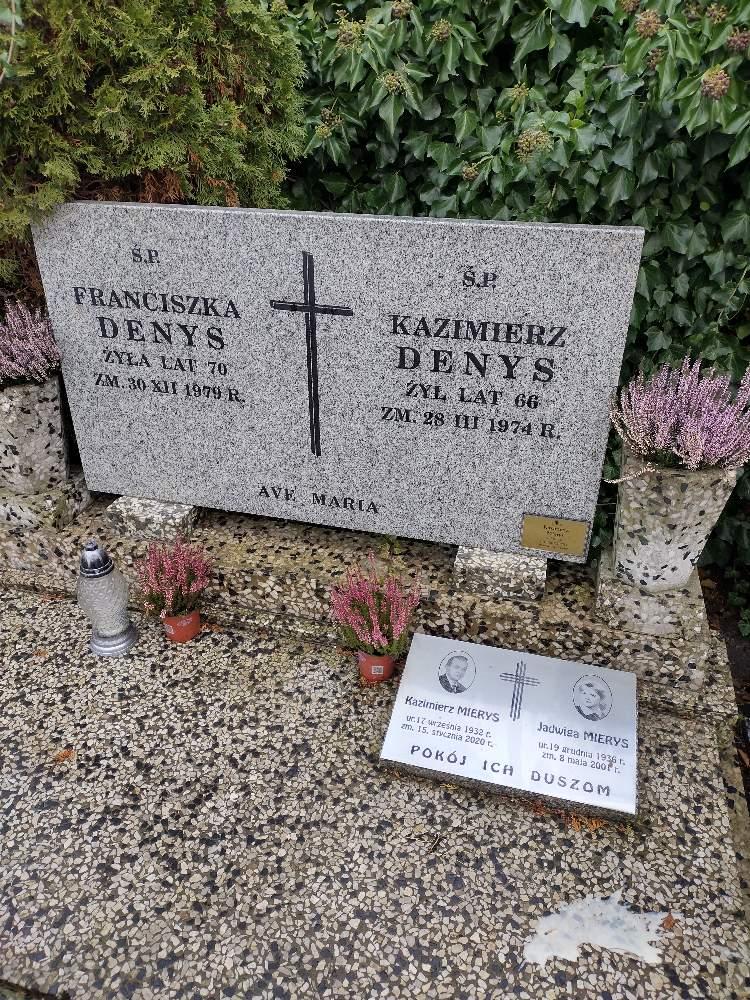 Ś.P.
FRANCISZKA
DENYS
ŻYŁA LAT 70
ZM. 30 XII 1979 R.
Ś.P.
KAZIMIERZ
DENYS
ŻYŁ LAT 66
ZM. 28 III 1974 R.
AVE MARIA
Kazimierz MIERYS
ur. 17 września 1932 r.
zm. 15. stycznia 2020 r.
Jadwiga MIERYS
ur. 19 grudnia 1936 r.
zm. 8 maja 2001 r.
POKÓJ ICH DUSZOM